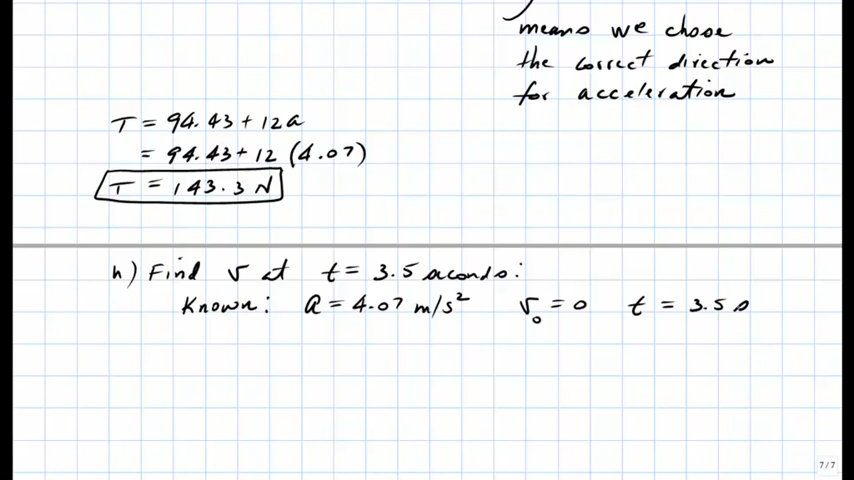 means we chose
the correct direction
for acceleration
T = 94.43 + 12a
= 94.43 + 12 (4.07)
T = 143.3 N
h) Find v at t = 3.5 seconds:
Known: a = 4.07 m/s² v₀ = 0 t = 3.5 s
7/7